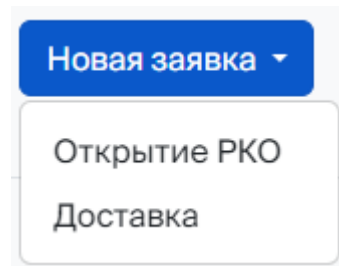 Новая заявка
Открытие РКО
Доставка